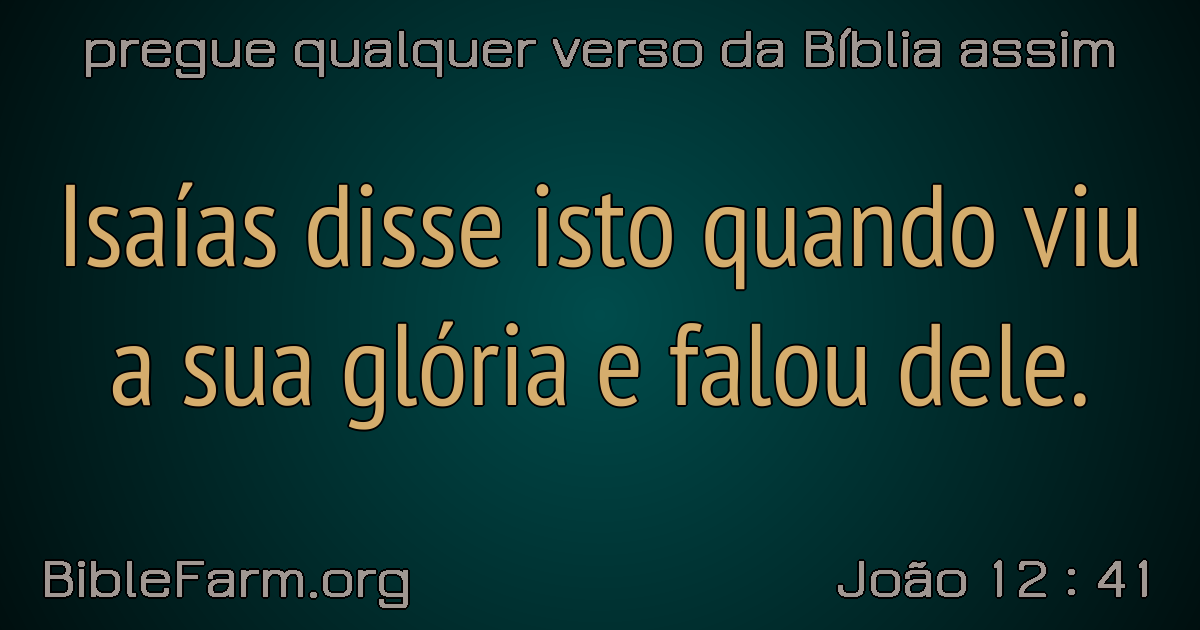 pregue qualquer verso da Bíblia assim
Isaías disse isto quando viu
a sua glória e falou dele.
BibleFarm.org
João 12 : 41